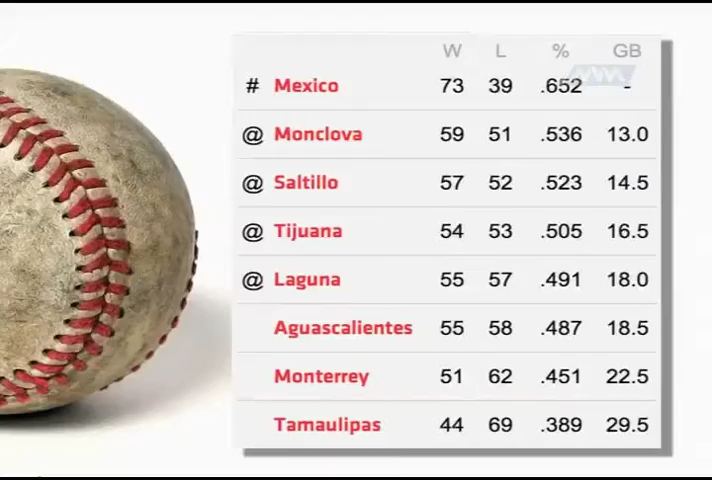 W L % GB
# Mexico 73 39 .652 -
@ Monclova 59 51 .536 13.0
@ Saltillo 57 52 .523 14.5
@ Tijuana 54 53 .505 16.5
@ Laguna 55 57 .491 18.0
Aguascalientes 55 58 .487 18.5
Monterrey 51 62 .451 22.5
Tamaulipas 44 69 .389 29.5